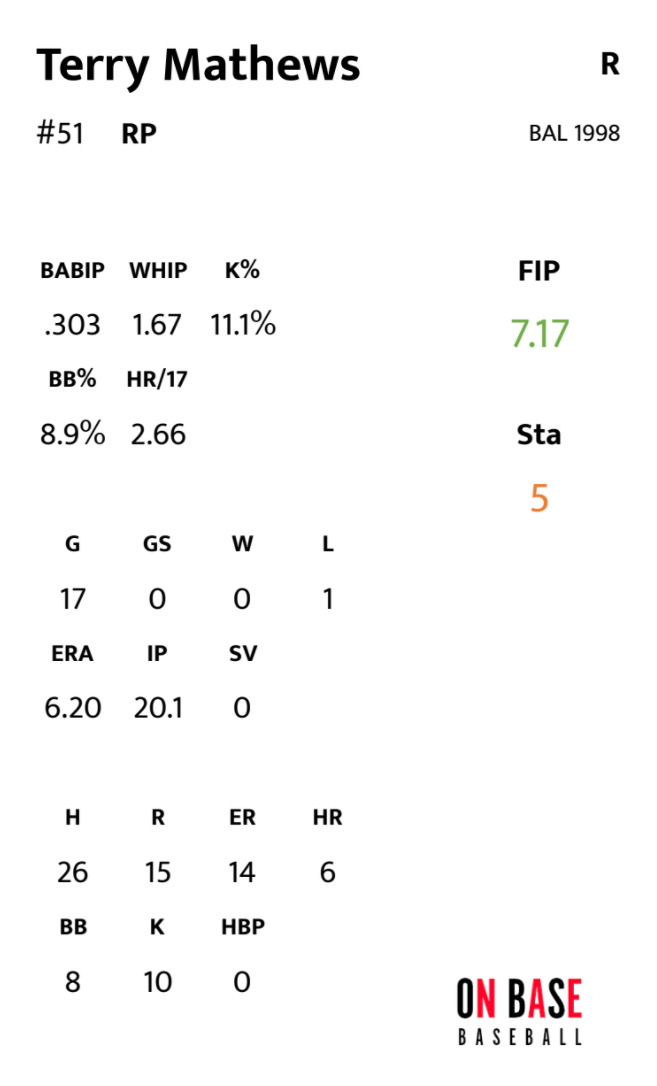 Terry Mathews R
#51 RP BAL 1998
BABIP WHIP K% FIP
.303 1.67 11.1% 7.17
BB% HR/17
8.9% 2.66 Sta
5
G GS W L
17 0 0 1
ERA IP SV
6.20 20.1 0
H R ER HR
26 15 14 6
BB K HBP
8 10 0
ON BASE
BASEBALL